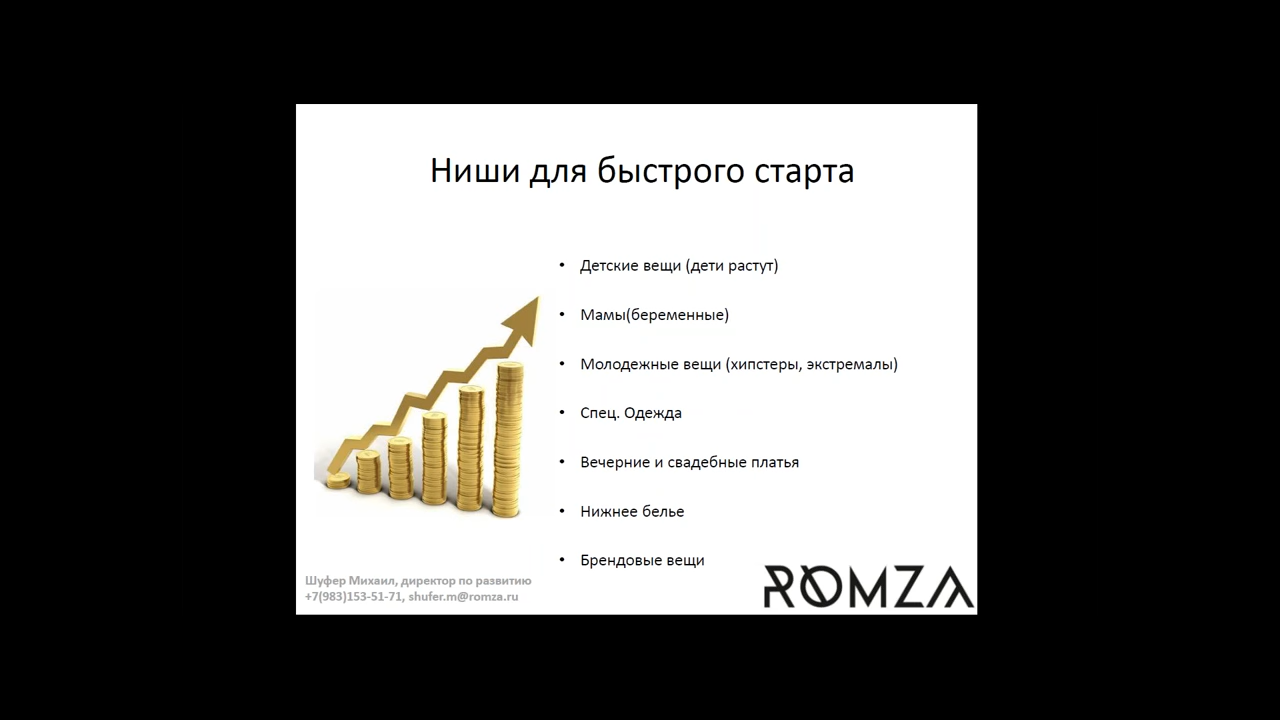 Ниши для быстрого старта
• Детские вещи (дети растут)
• Мамы(беременные)
• Молодежные вещи (хипстеры, экстремалы)
• Спец. Одежда
• Вечерние и свадебные платья
• Нижнее белье
• Брендовые вещи
Шуфер Михаил, директор по развитию
+7(983)153-51-71, shufer.m@romza.ru
ROMZA